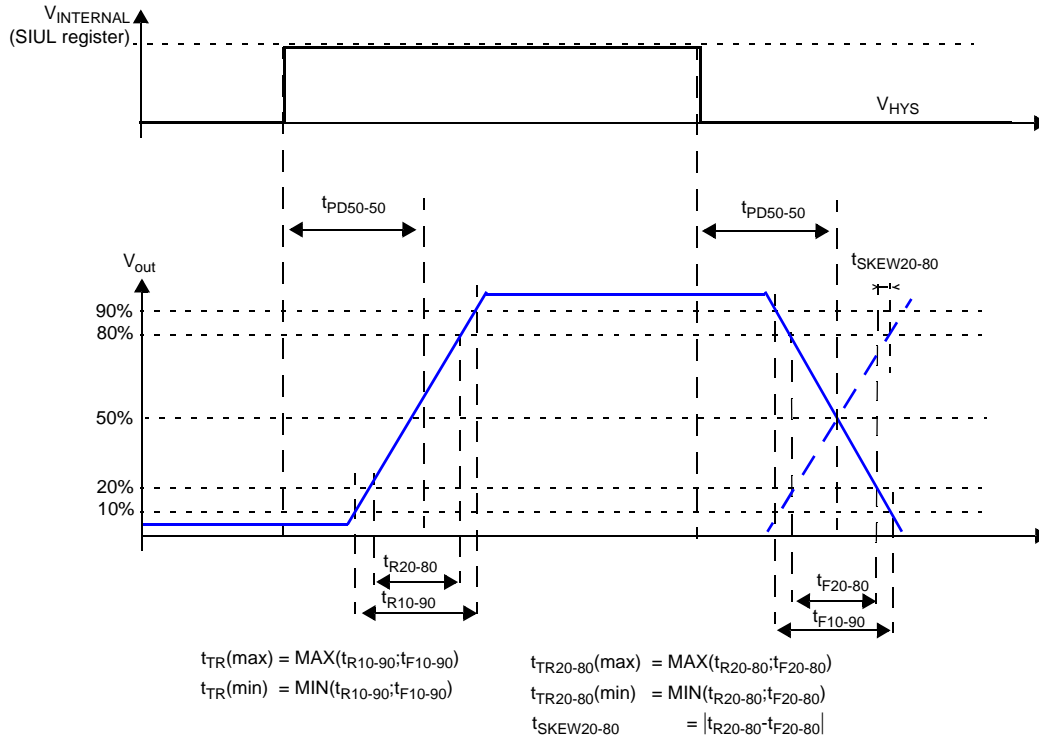 VINTERNAL
(SIUL register)
VHYS
tPD50-50
tPD50-50
tSKEW20-80
Vout
90%
80%
50%
20%
10%
tR20-80
tR10-90
tF20-80
tF10-90
tTR(max) = MAX(tR10-90;tF10-90)
tTR(min) = MIN(tR10-90;tF10-90)
tTR20-80(max) = MAX(tR20-80;tF20-80)
tTR20-80(min) = MIN(tR20-80;tF20-80)
tSKEW20-80 = |tR20-80-tF20-80|